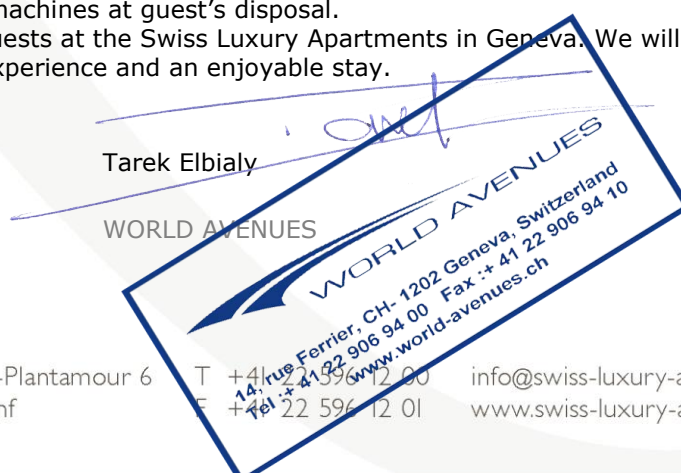 machines at guest's disposal.
uests at the Swiss Luxury Apartments in Geneva. We will
xperience and an enjoyable stay.
Tarek Elbialy
WORLD AVENUES
WORLD AVENUES
14, rue Ferrier, CH- 1202 Geneva, Switzerland
Tel :+ 41 22 906 94 00 Fax :+ 41 22 906 94 10
www.world-avenues.ch
-Plantamour 6 T +41 22 596 12 00 info@swiss-luxury-a
nf F +41 22 596 12 01 www.swiss-luxury-a